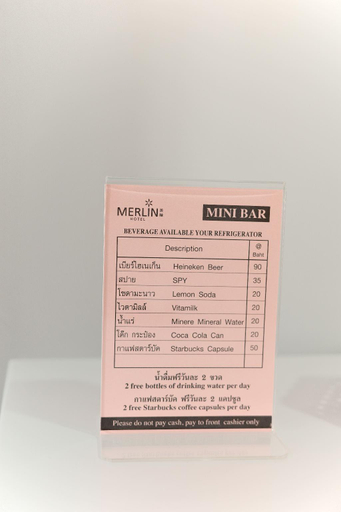 MERLIN
HOTEL
MINI BAR
BEVERAGE AVAILABLE YOUR REFRIGERATOR
Description @ Baht
เบียร์ไฮเนเก็น Heineken Beer 90
สปาย SPY 35
โซดามะนาว Lemon Soda 20
ไวตามิลล์ Vitamilk 20
น้ำแร่ Minere Mineral Water 20
โค๊ก กระป๋อง Coca Cola Can 20
กาแฟสตาร์บัค Starbucks Capsule 50
น้ำดื่มฟรีวันละ 2 ขวด
2 free bottles of drinking water per day
กาแฟสตาร์บัค ฟรีวันละ 2 แคปซูล
2 free Starbucks coffee capsules per day
Please do not pay cash, pay to front cashier only